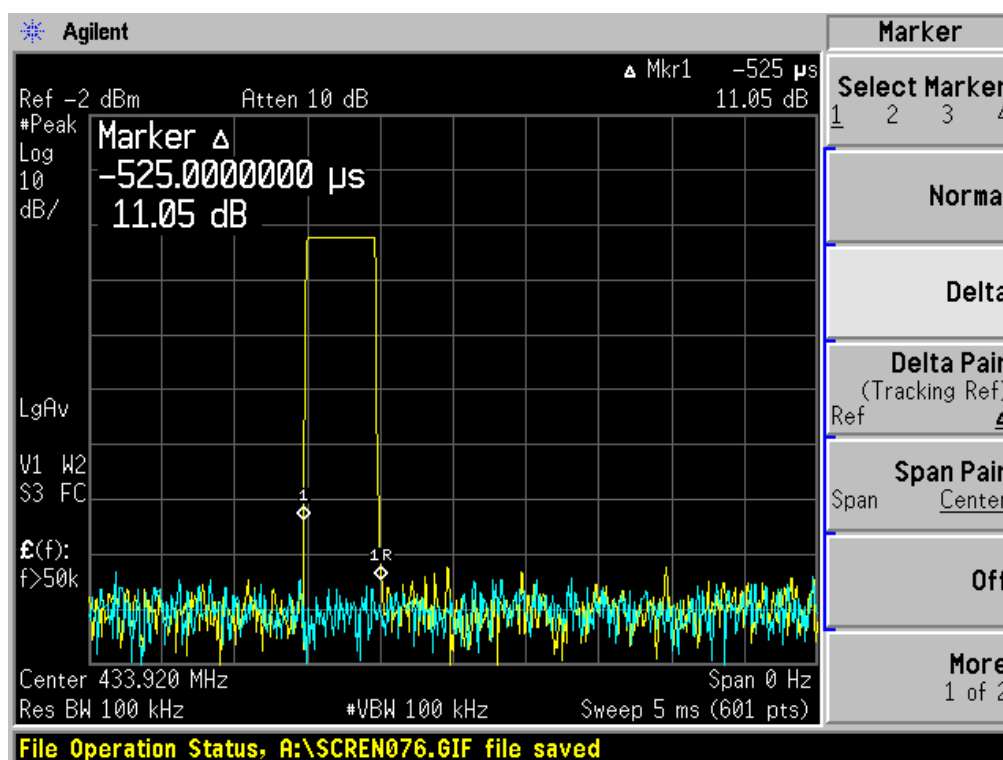 Agilent
Marker
Δ Mkr1 -525 µs
Ref -2 dBm Atten 10 dB 11.05 dB
#Peak
Log
10
dB/
Marker Δ
-525.0000000 µs
11.05 dB
LgAv
V1 W2
S3 FC
£(f):
f>50k
1
1R
Center 433.920 MHz Span 0 Hz
Res BW 100 kHz #VBW 100 kHz Sweep 5 ms (601 pts)
File Operation Status, A:\SCREN076.GIF file saved
Select Marker
1 2 3 4
Norma
Delta
Delta Pair
(Tracking Ref)
Ref Δ
Span Pair
Span Center
Off
More
1 of 2